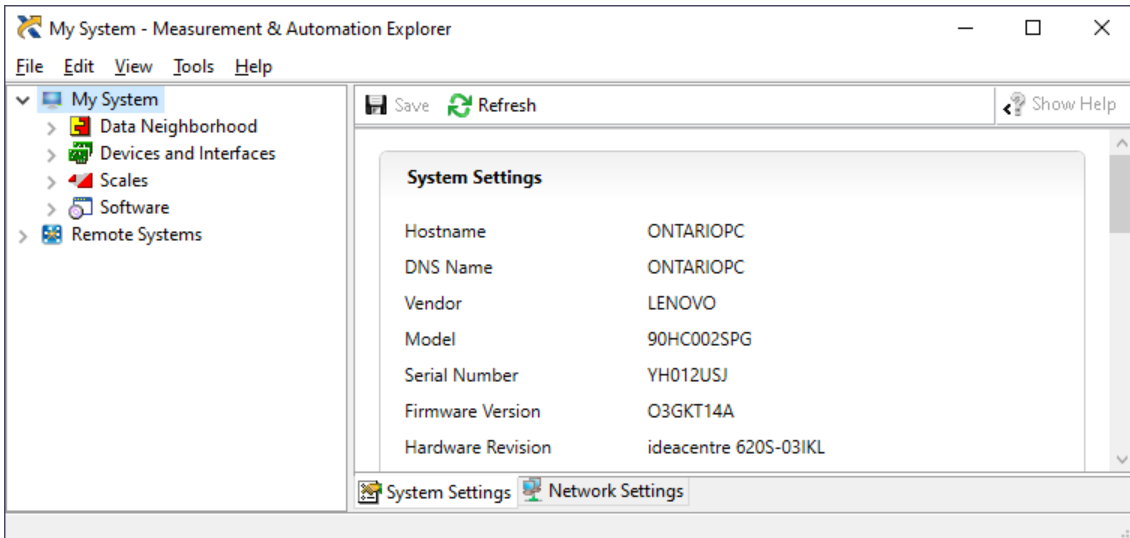 My System - Measurement & Automation Explorer
File Edit View Tools Help
My System
Data Neighborhood
Devices and Interfaces
Scales
Software
Remote Systems
Save Refresh Show Help
System Settings
Hostname ONTARIOPC
DNS Name ONTARIOPC
Vendor LENOVO
Model 90HC002SPG
Serial Number YH012USJ
Firmware Version O3GKT14A
Hardware Revision ideacentre 620S-03IKL
System Settings Network Settings